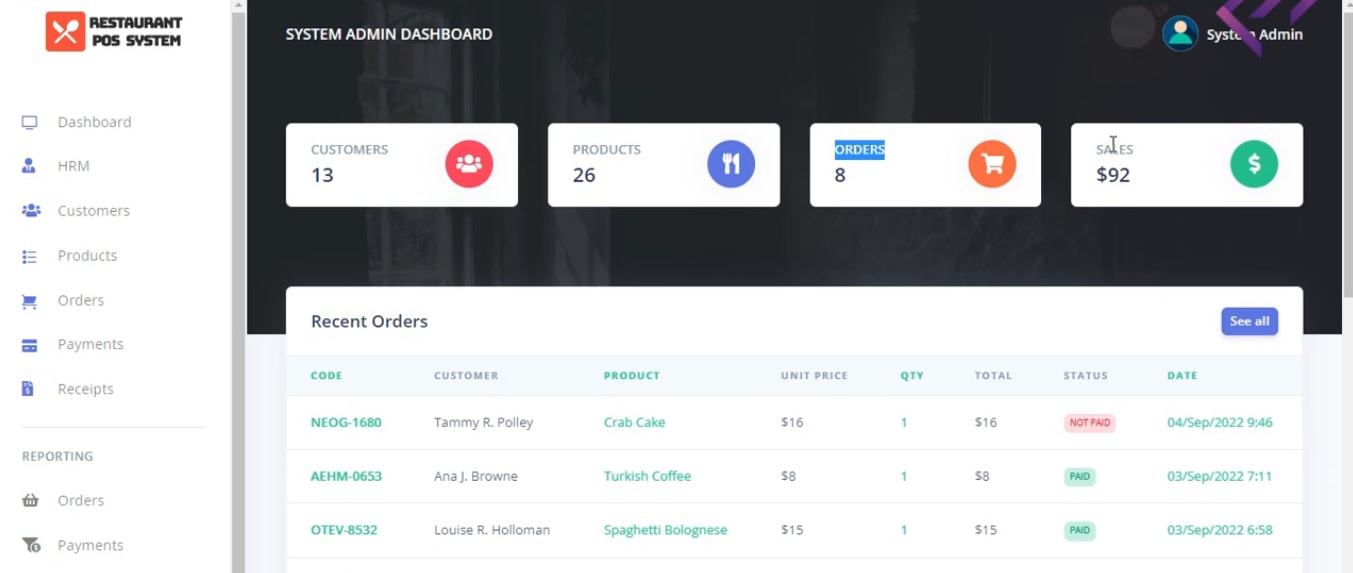 RESTAURANT
POS SYSTEM
Dashboard
HRM
Customers
Products
Orders
Payments
Receipts
REPORTING
Orders
Payments
SYSTEM ADMIN DASHBOARD
System Admin
CUSTOMERS
13
PRODUCTS
26
ORDERS
8
SALES
$92
Recent Orders
See all
CODE CUSTOMER PRODUCT UNIT PRICE QTY TOTAL STATUS DATE
NEOG-1680 Tammy R. Polley Crab Cake $16 1 $16 NOT PAID 04/Sep/2022 9:46
AEHM-0653 Ana J. Browne Turkish Coffee $8 1 $8 PAID 03/Sep/2022 7:11
OTEV-8532 Louise R. Holloman Spaghetti Bolognese $15 1 $15 PAID 03/Sep/2022 6:58